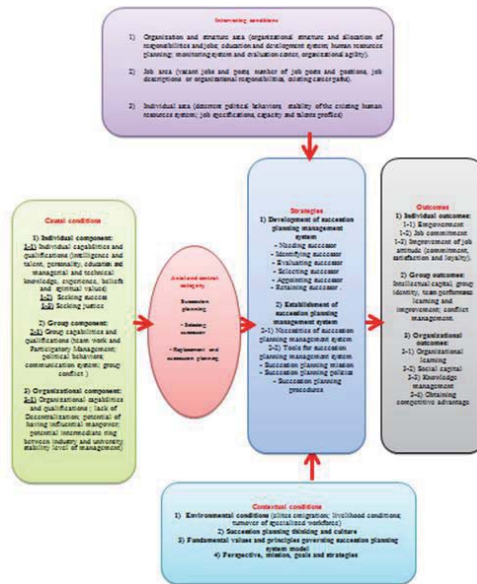 Intervening conditions
1) Organization and structure area (organizational structure and allocation of
responsibilities and jobs; education and development system; human resources
planning; monitoring system and evaluation center, organizational agility).
2) Job area (vacant jobs and posts, number of job posts and positions, job
descriptions or organizational responsibilities, existing career paths).
2) Individual area (deterrent political behaviors, stability of the existing human
resources system; job specifications, capacity and talent profiles)
Causal conditions
1) Individual component:
1-1) Individual capabilities and
qualifications (intelligence and
talent, personality, education and
managerial and technical
knowledge, experience, beliefs
and spiritual values)
1-2) Seeking success
1-3) Seeking justice
2) Group component:
2-1) Group capabilities and
qualifications (team work and
Participatory Management;
political behaviors;
communication system; group
conflict )
3) Organizational component:
3-1) Organizational capabilities
and qualifications ; lack of
Decentralization; potential of
having influential manpower;
potential intermediate ring
between industry and university;
stability level of management)
Axial and central
category
Succession
planning
- Selecting
successor
- Replacement and
succession planning
Strategies
1) Development of succession
planning management
system
- Needing successor
- Identifying successor
- Evaluating successor
- Selecting successor
- Appointing successor
- Retaining successor .
2) Establishment of
succession planning
management system
2-1) Necessities of succession
planning management system
2-2) Tools for succession
planning management system
- Succession planning mission
- Succession planning policies
- Succession planning
procedures
Outcomes
1) Individual outcomes:
1-1) Empowerment
1-2) Job commitment
1-3) Improvement of job
attitude (commitment,
satisfaction and loyalty).
2) Group outcomes:
Intellectual capital, group
identity, team performance
learning and
improvement; conflict
management.
3) Organizational
outcomes:
3-1) Organizational
learning
3-2) Social capital
3-3) Knowledge
management
3-4) Obtaining
competitive advantage
Contextual conditions
1) Environmental conditions (elites emigration; livelihood conditions;
turnover of specialized workforce)
2) Succession planning thinking and culture
3) Fundamental values and principles governing succession planning
system model
4) Perspective, mission, goals and strategies